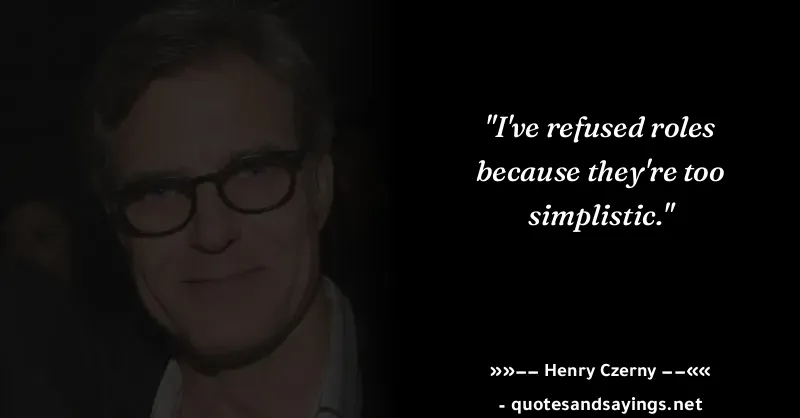 "I've refused roles
because they're too
simplistic."
»»−− Henry Czerny −−««
- quotesandsayings.net